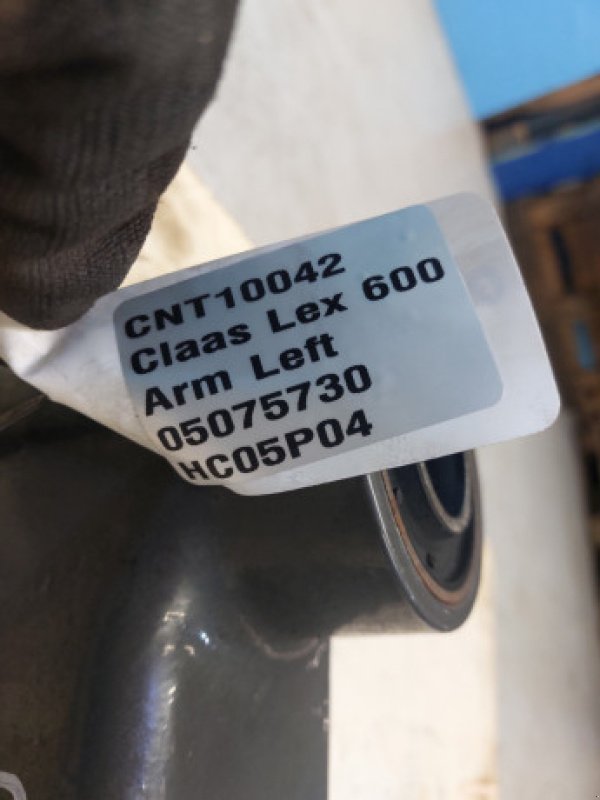 CNT10042
Claas Lex 600
Arm Left
05075730
HC05P04